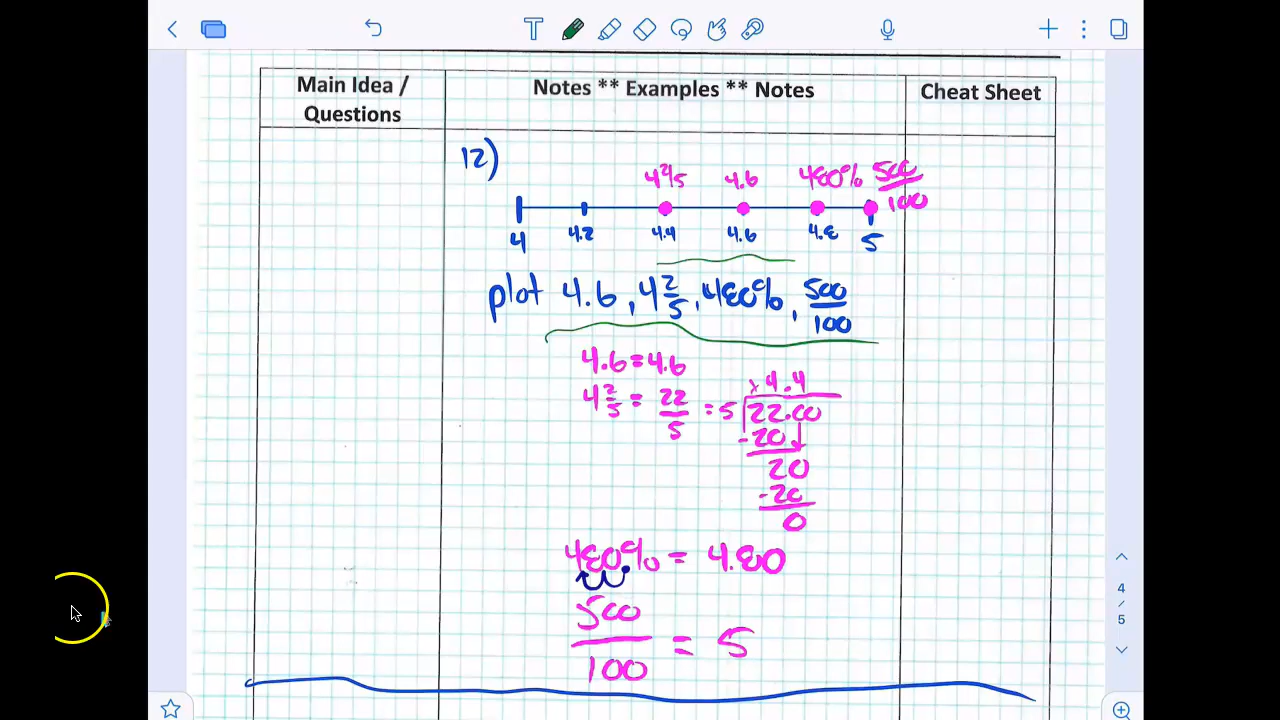 Main Idea /
Questions
Notes ** Examples ** Notes
Cheat Sheet
12)
4 2/5 4.6 480% 500/100
4 4.2 4.4 4.6 4.8 5
plot 4.6, 4 2/5, 480%, 500/100
4.6 = 4.6
4.4
4 2/5 = 22/5 = 5 22.00
-20
20
-20
0
480% = 4.80
500/100 = 5
4
/
5